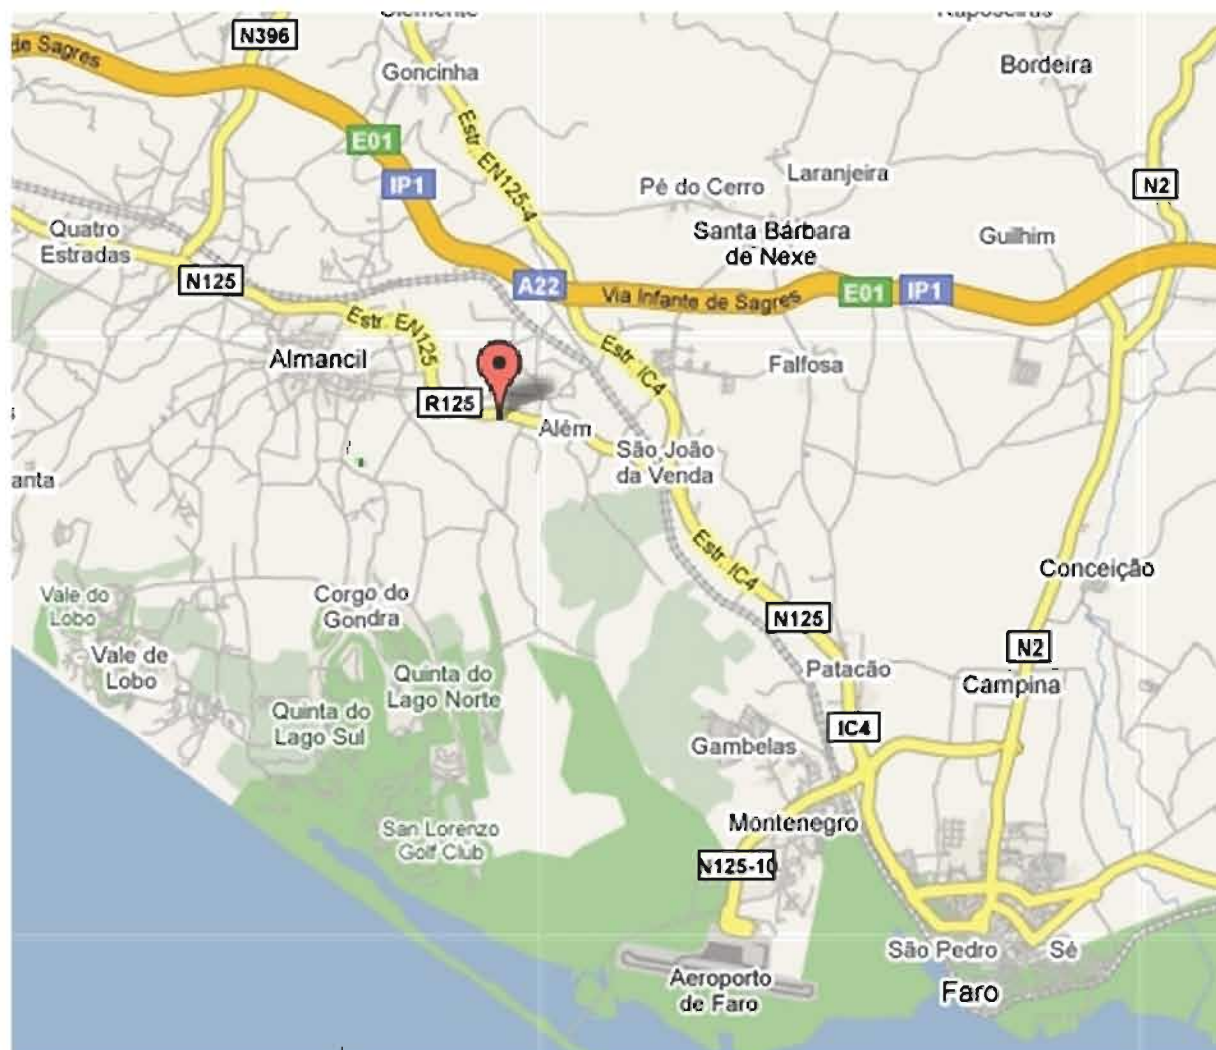 N396
de Sagres
Goncinha
Bordeira
E01
Estr. EN125-4
IP1
Pé do Cerro
Laranjeira
N2
Quatro
Estradas
Santa Bárbara
de Nexe
Guilhim
N125
A22
Via Infante de Sagres
E01
IP1
Estr. EN125
Almancil
Estr. IC4
Falfosa
R125
Além
São João
da Venda
anta
Estr. IC4
Conceição
Vale do
Lobo
Corgo do
Gondra
N125
N2
Vale de
Lobo
Quinta do
Lago Norte
Patacão
Campina
Quinta do
Lago Sul
IC4
Gambelas
San Lorenzo
Golf Club
Montenegro
N125-10
São Pedro
Sé
Aeroporto
de Faro
Faro